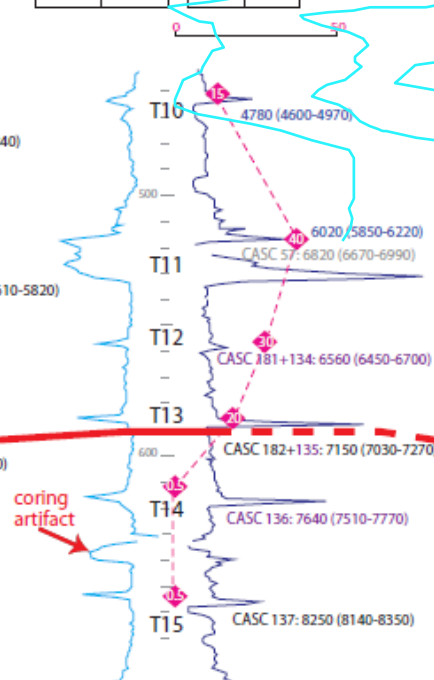 0 50
15
T10
4780 (4600-4970)
40)
500
40
6020 (5850-6220)
CASC 57: 6820 (6670-6990)
T11
610-5820)
30
T12
CASC 181+134: 6560 (6450-6700)
T13
20
CASC 182+135: 7150 (7030-7270
600
0.5
coring
artifact
T14
CASC 136: 7640 (7510-7770)
0.5
T15
CASC 137: 8250 (8140-8350)